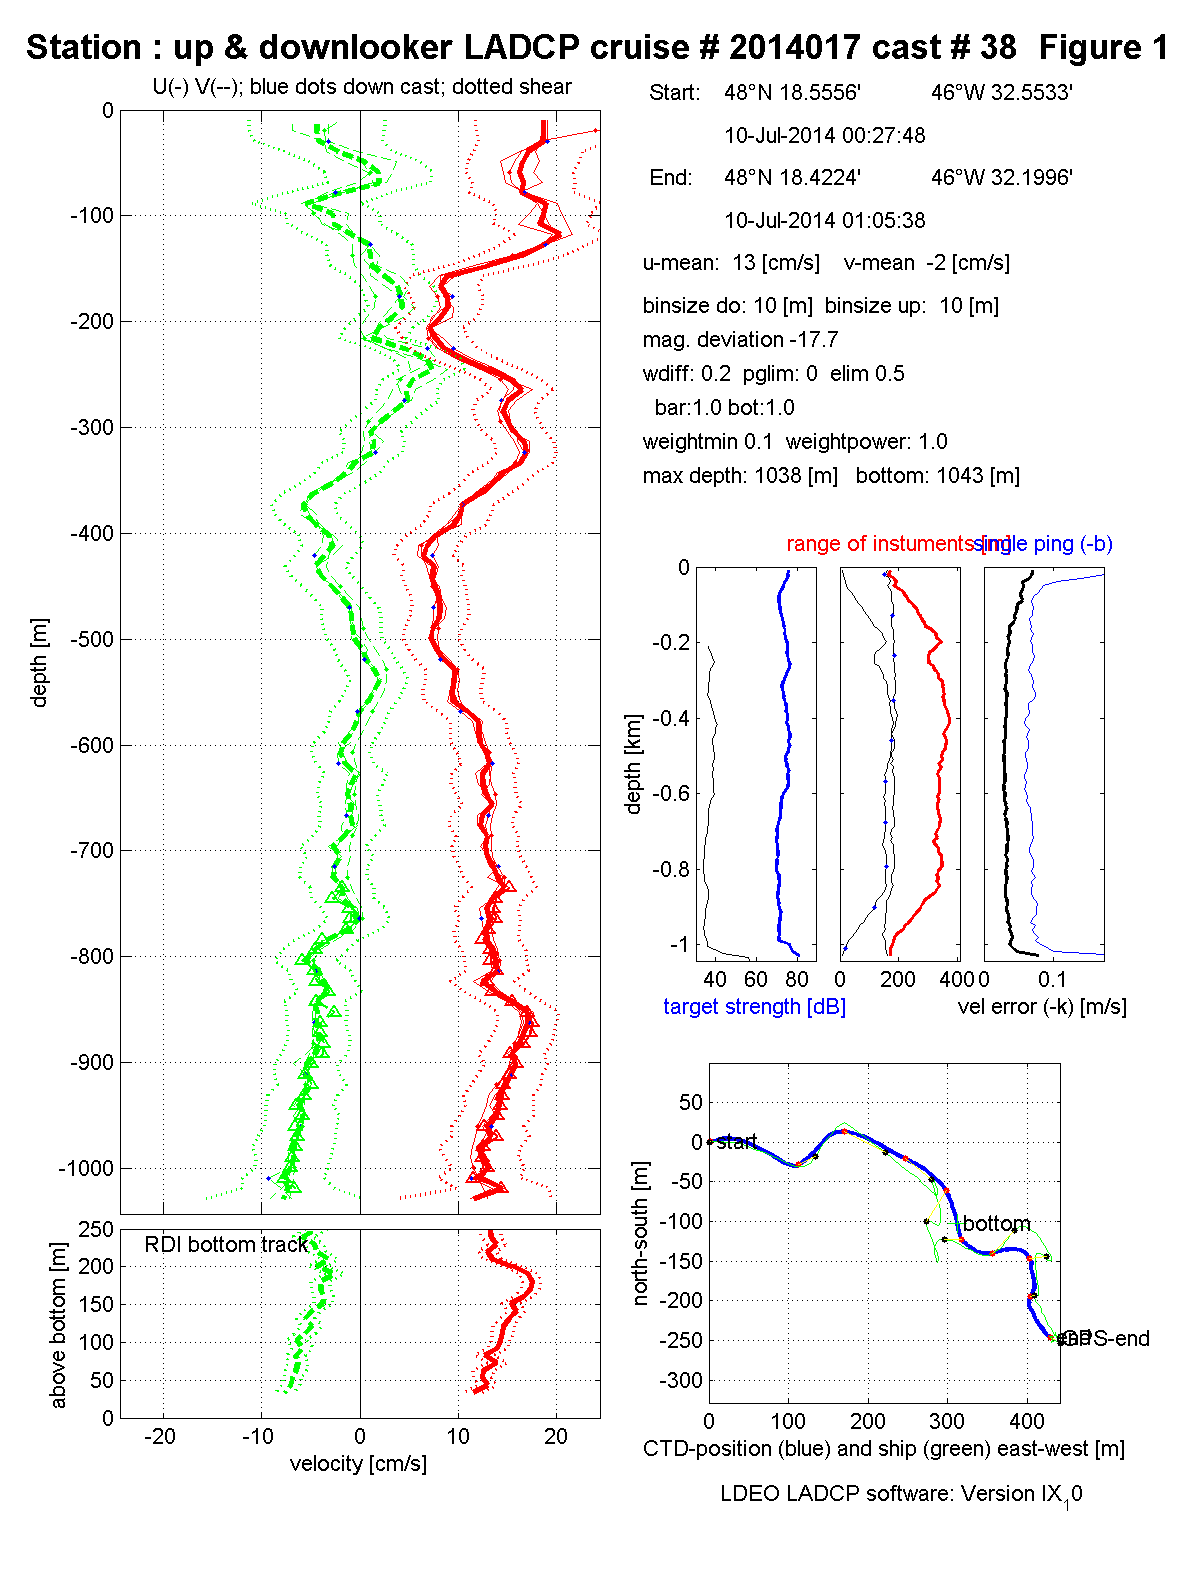 Station : up & downlooker LADCP cruise # 2014017 cast # 38 Figure 1
U(-) V(--); blue dots down cast; dotted shear
0
-100
-200
-300
-400
-500
-600
-700
-800
-900
-1000
depth [m]
Start: 48°N 18.5556' 46°W 32.5533'
10-Jul-2014 00:27:48
End: 48°N 18.4224' 46°W 32.1996'
10-Jul-2014 01:05:38
u-mean: 13 [cm/s] v-mean -2 [cm/s]
binsize do: 10 [m] binsize up: 10 [m]
mag. deviation -17.7
wdiff: 0.2 pglim: 0 elim 0.5
bar:1.0 bot:1.0
weightmin 0.1 weightpower: 1.0
max depth: 1038 [m] bottom: 1043 [m]
range of instuments [m]
single ping (-b)
0
-0.2
-0.4
-0.6
-0.8
-1
depth [km]
40 60 80
0 200 400
0 0.1
target strength [dB]
vel error (-k) [m/s]
RDI bottom track
250
200
150
100
50
0
above bottom [m]
-20 -10 0 10 20
velocity [cm/s]
50
0
-50
-100
-150
-200
-250
-300
north-south [m]
start
bottom
GPS-end
0 100 200 300 400
CTD-position (blue) and ship (green) east-west [m]
LDEO LADCP software: Version IX10